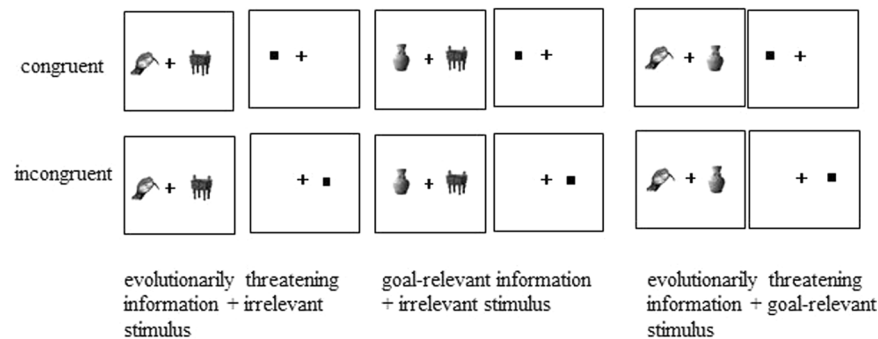 congruent
incongruent
evolutionarily threatening
information + irrelevant
stimulus
goal-relevant information
+ irrelevant stimulus
evolutionarily threatening
information + goal-relevant
stimulus